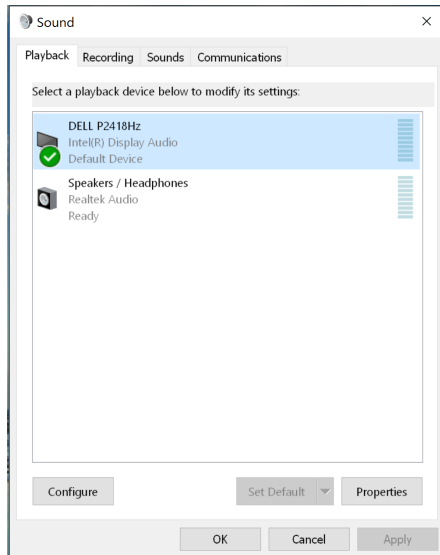 Sound
Playback Recording Sounds Communications
Select a playback device below to modify its settings:
DELL P2418Hz
Intel(R) Display Audio
Default Device
Speakers / Headphones
Realtek Audio
Ready
Configure Set Default Properties
OK Cancel Apply